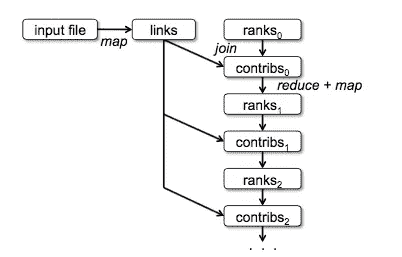 input file
map
links
ranks₀
join
contribs₀
reduce + map
ranks₁
contribs₁
ranks₂
contribs₂
. . .